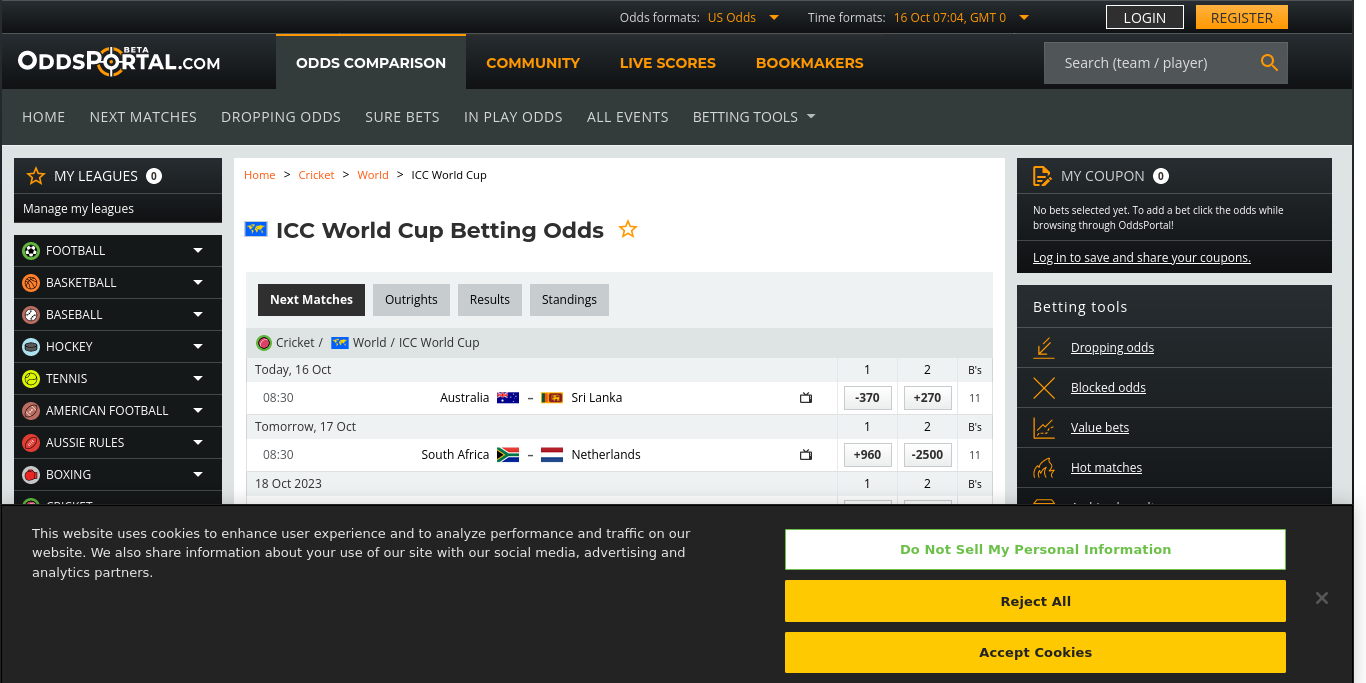 Odds formats: US Odds
Time formats: 16 Oct 07:04, GMT 0
LOGIN
REGISTER
ODDSPORTAL.COM
BETA
ODDS COMPARISON
COMMUNITY
LIVE SCORES
BOOKMAKERS
Search (team / player)
HOME
NEXT MATCHES
DROPPING ODDS
SURE BETS
IN PLAY ODDS
ALL EVENTS
BETTING TOOLS
MY LEAGUES 0
Manage my leagues
FOOTBALL
BASKETBALL
BASEBALL
HOCKEY
TENNIS
AMERICAN FOOTBALL
AUSSIE RULES
BOXING
Home > Cricket > World > ICC World Cup
ICC World Cup Betting Odds
Next Matches
Outrights
Results
Standings
Cricket / World / ICC World Cup
Today, 16 Oct 1 2 B's
08:30 Australia – Sri Lanka -370 +270 11
Tomorrow, 17 Oct 1 2 B's
08:30 South Africa – Netherlands +960 -2500 11
18 Oct 2023 1 2 B's
MY COUPON 0
No bets selected yet. To add a bet click the odds while
browsing through OddsPortal!
Log in to save and share your coupons.
Betting tools
Dropping odds
Blocked odds
Value bets
Hot matches
This website uses cookies to enhance user experience and to analyze performance and traffic on our
website. We also share information about your use of our site with our social media, advertising and
analytics partners.
Do Not Sell My Personal Information
Reject All
Accept Cookies